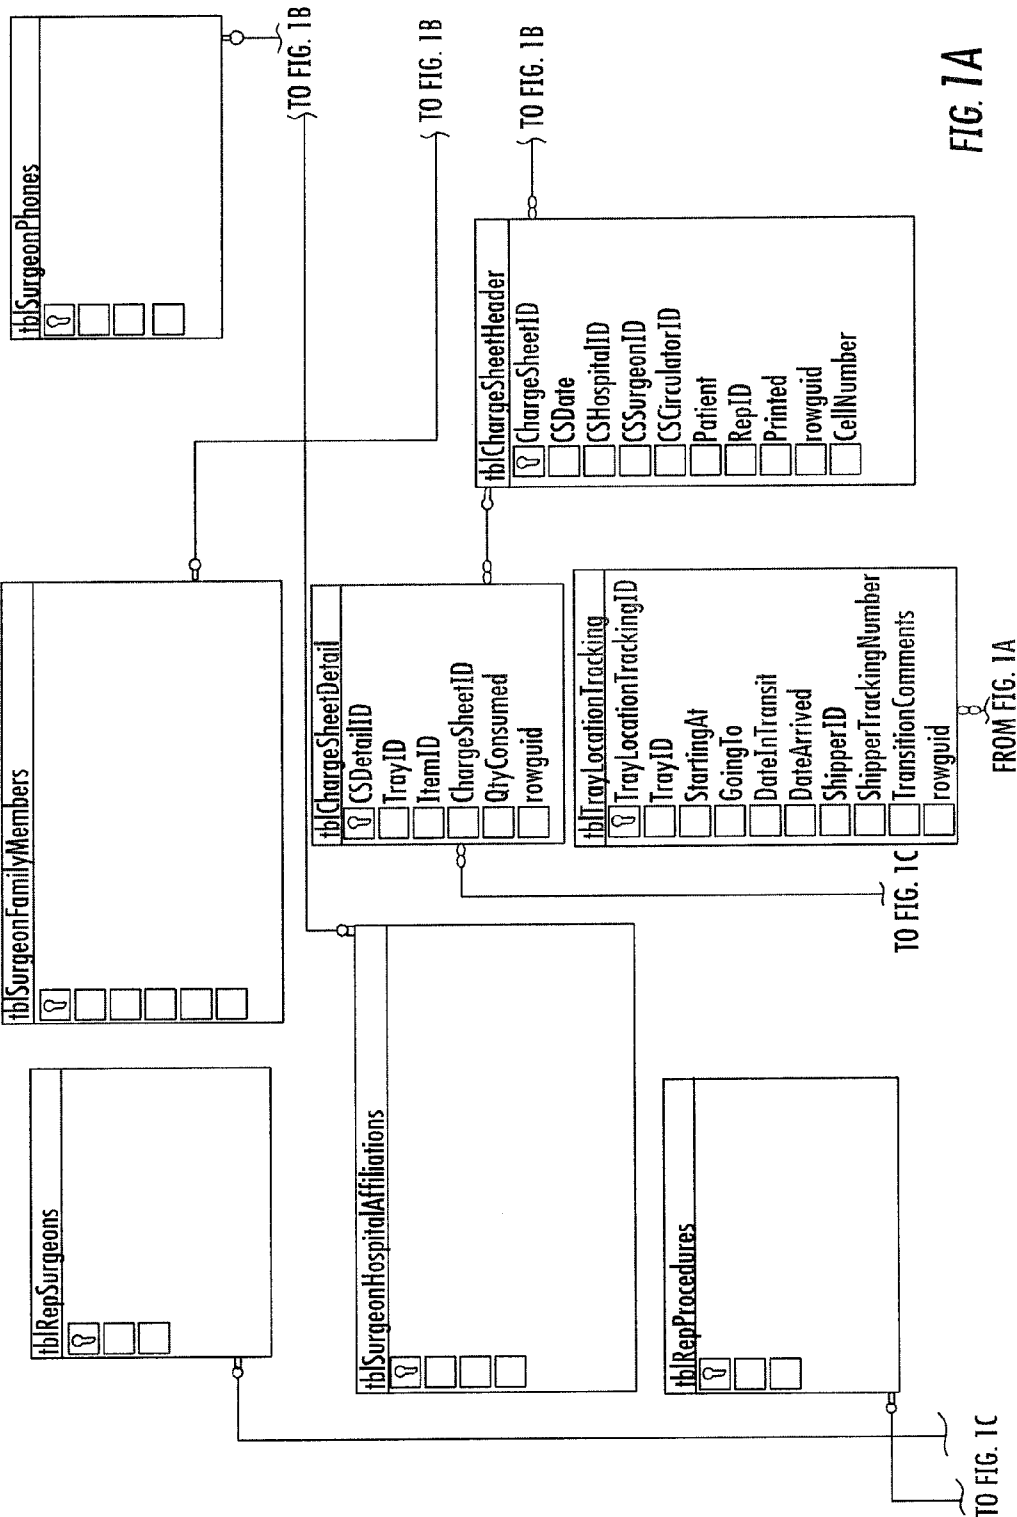 tblRepSurgeons
tblSurgeonFamilyMembers
tblSurgeonPhones
TO FIG. 1B
TO FIG. 1B
tblSurgeonHospitalAffiliations
tblChargeSheetDetail
CSDetailID
TrayID
ItemID
ChargeSheetID
QtyConsumed
rowguid
tblChargeSheetHeader
ChargeSheetID
CSDate
CSHospitalID
CSSurgeonID
CSCirculatorID
Patient
RepID
Printed
rowguid
CellNumber
TO FIG. 1B
tblRepProcedures
tblTrayLocationTracking
TrayLocationTrackingID
TrayID
StartingAt
GoingTo
DateInTransit
DateArrived
ShipperID
ShipperTrackingNumber
TransitionComments
rowguid
TO FIG. 1C
TO FIG. 1C
FROM FIG. 1A
FIG. 1A